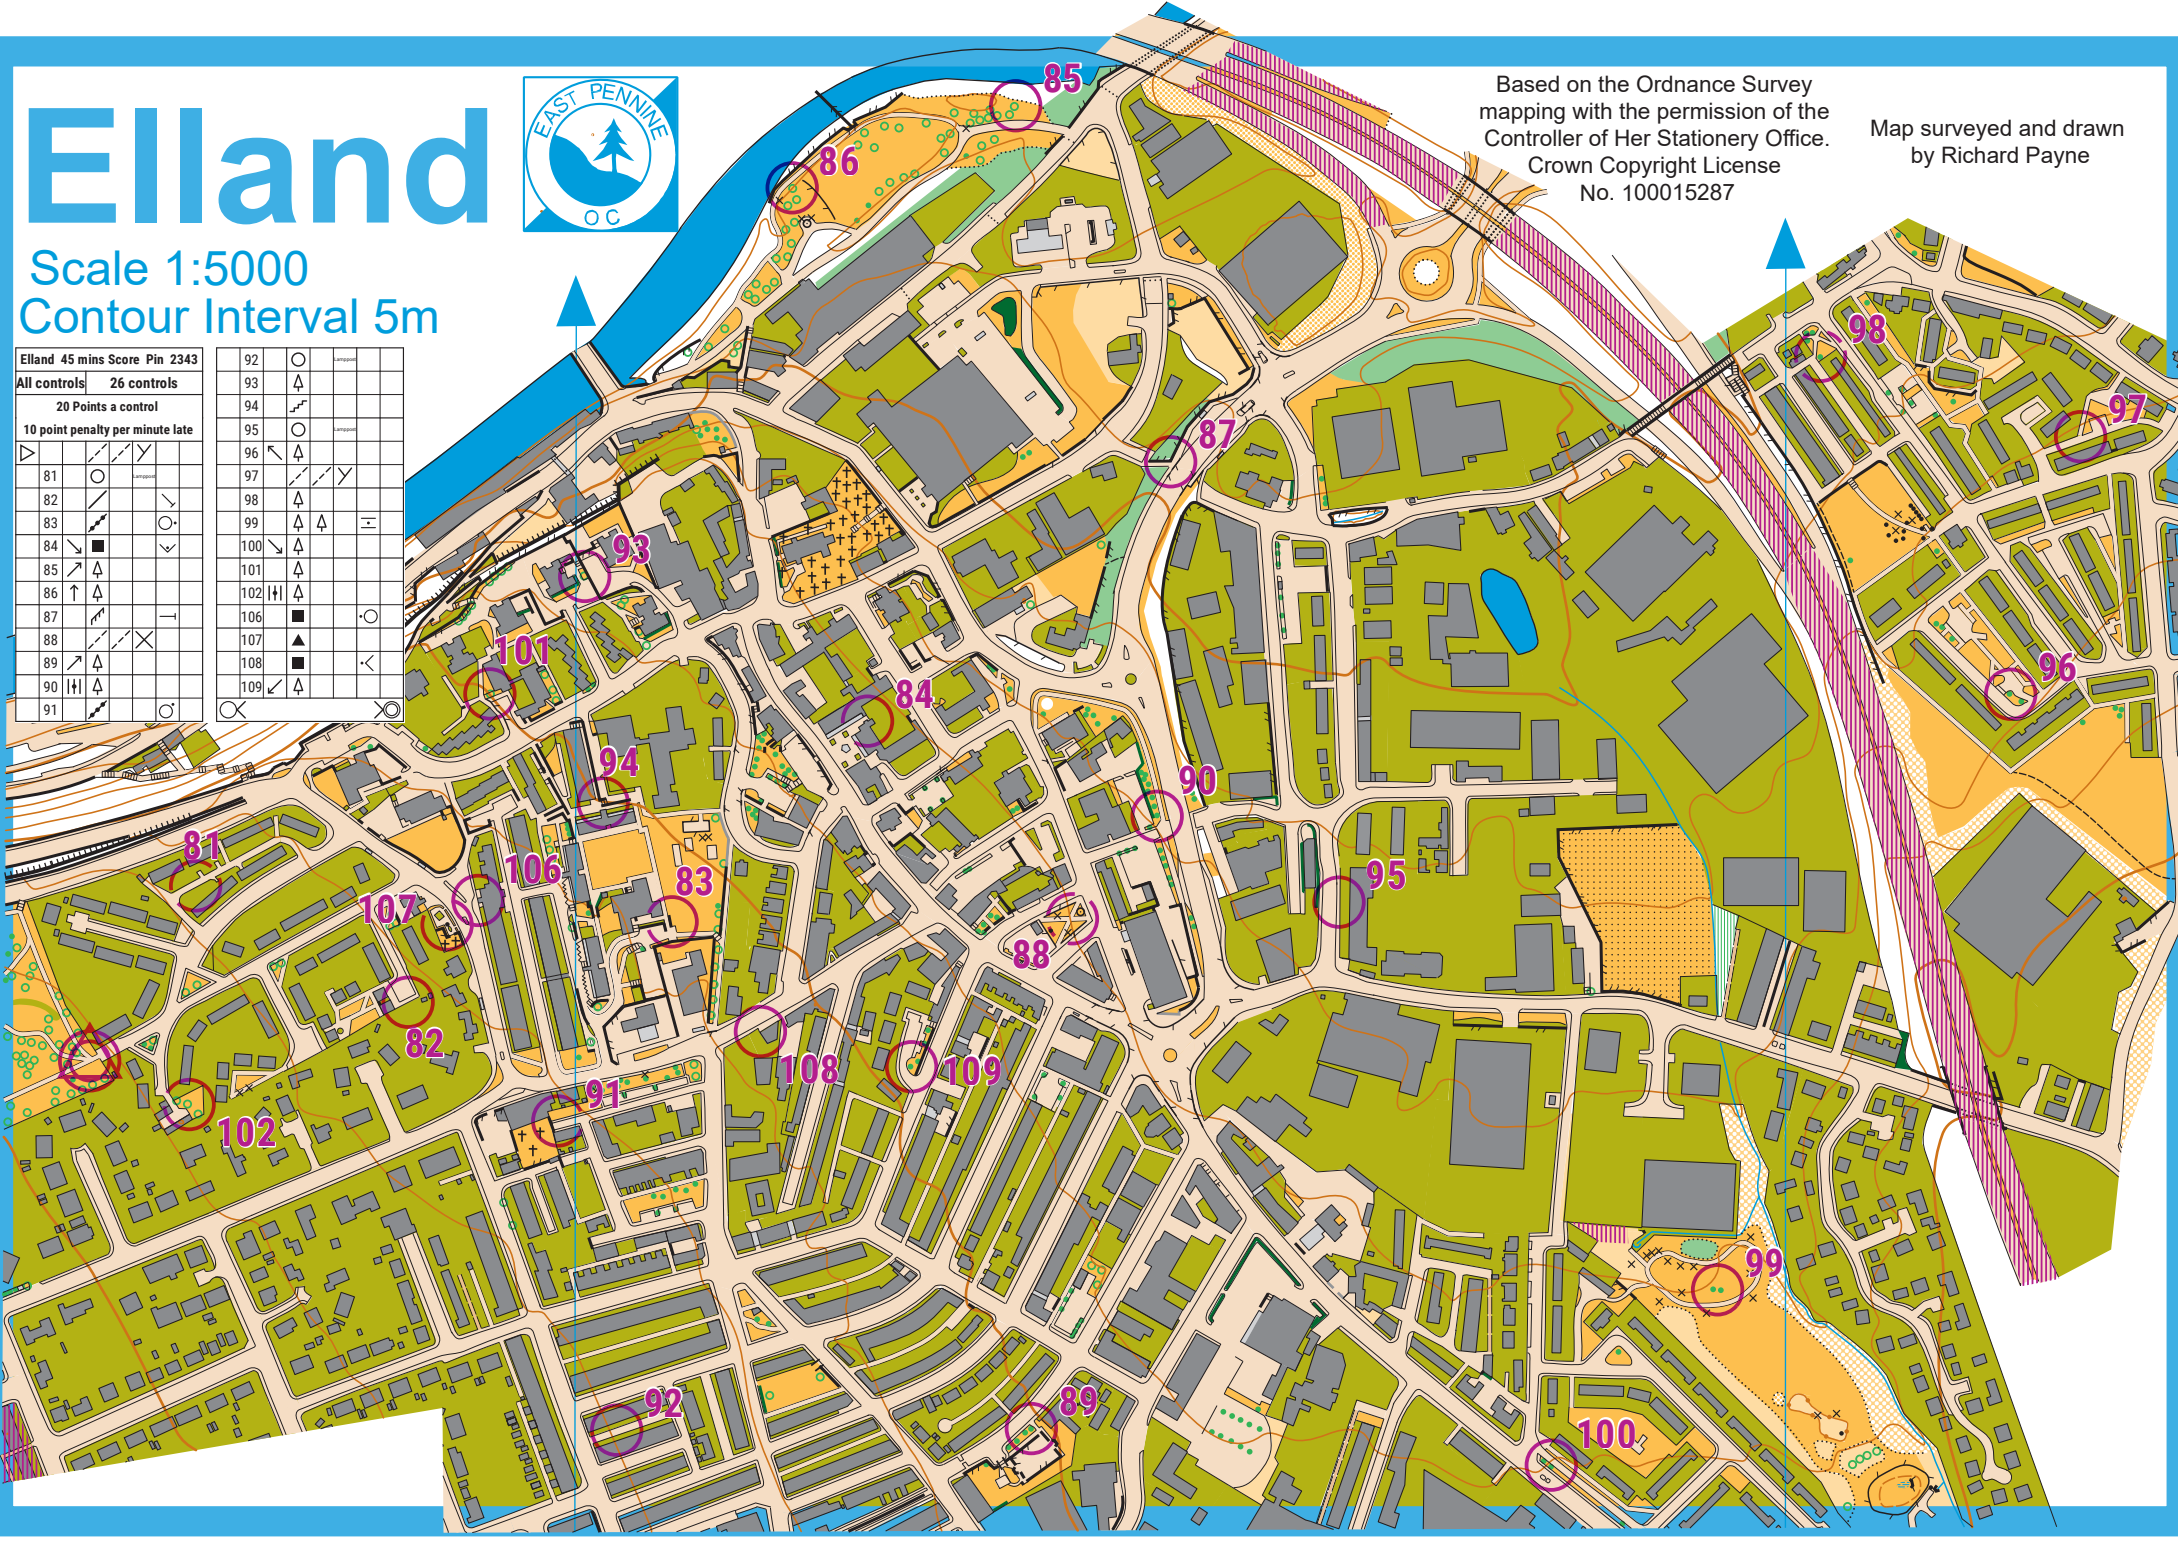 Elland
Scale 1:5000
Contour Interval 5m
EAST PENNINE
OC
Based on the Ordnance Survey
mapping with the permission of the
Controller of Her Stationery Office.
Crown Copyright License
No. 100015287
Map surveyed and drawn
by Richard Payne
Elland 45 mins Score Pin 2343
All controls 26 controls
20 Points a control
10 point penalty per minute late
81 Lamppost
82
83
84
85
86
87
88
89
90
91
92 Lamppost
93
94
95 Lamppost
96
97
98
99
100
101
102
106
107
108
109
85
86
87
98
97
93
101
84
96
94
90
81
106
83
95
107
88
82
108
109
91
102
99
92
89
100